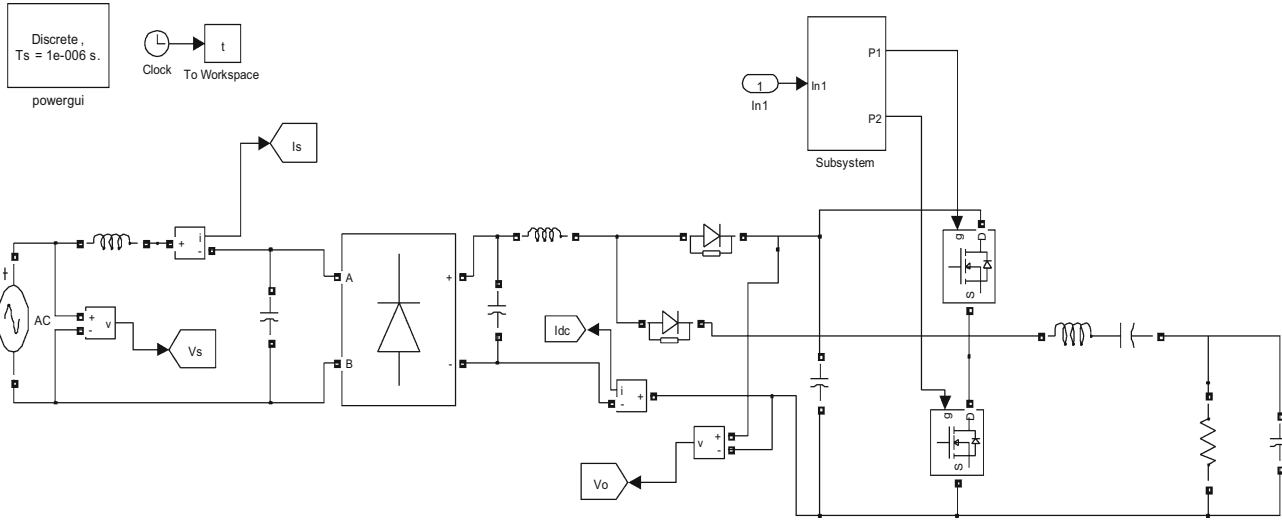 Discrete,
Ts = 1e-006 s.
powergui
Clock
t
To Workspace
1
In1
In1
P1
P2
Subsystem
Is
i
+
-
t
AC
+
-
v
Vs
A
B
+
-
Idc
i
-
+
v
+
-
Vo
g
D
S
g
D
S